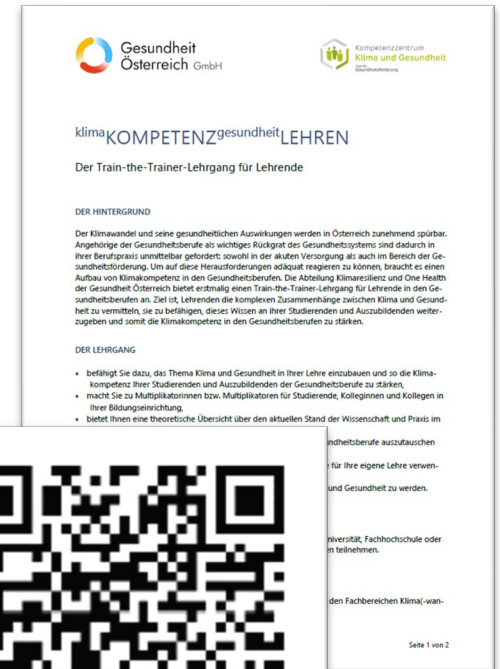 Gesundheit
Österreich GmbH
Kompetenzzentrum
Klima und Gesundheit
Gesundheitsförderung
klimaKOMPETENZgesundheitLEHREN
Der Train-the-Trainer-Lehrgang für Lehrende
DER HINTERGRUND
Der Klimawandel und seine gesundheitlichen Auswirkungen werden in Österreich zunehmend spürbar.
Angehörige der Gesundheitsberufe als wichtiges Rückgrat des Gesundheitssystems sind dadurch in
ihrer Berufspraxis unmittelbar gefordert: sowohl in der akuten Versorgung als auch im Bereich der Ge-
sundheitsförderung. Um auf diese Herausforderungen adäquat reagieren zu können, braucht es einen
Aufbau von Klimakompetenz in den Gesundheitsberufen. Die Abteilung Klimaresilienz und One Health
der Gesundheit Österreich bietet erstmalig einen Train-the-Trainer-Lehrgang für Lehrende in den Ge-
sundheitsberufen an. Ziel ist, Lehrenden die komplexen Zusammenhänge zwischen Klima und Gesund-
heit zu vermitteln, sie zu befähigen, dieses Wissen an ihrer Studierenden und Auszubildenden weiter-
zugeben und somit die Klimakompetenz in den Gesundheitsberufen zu stärken.
DER LEHRGANG
• befähigt Sie dazu, das Thema Klima und Gesundheit in Ihrer Lehre einzubauen und so die Klima-
kompetenz Ihrer Studierenden und Auszubildenden der Gesundheitsberufe zu stärken,
• macht Sie zu Multiplikatorinnen bzw. Multiplikatoren für Studierende, Kolleginnen und Kollegen in
Ihrer Bildungseinrichtung,
• bietet Ihnen eine theoretische Übersicht über den aktuellen Stand der Wissenschaft und Praxis im
ndheitsberufe auszutauschen
für Ihre eigene Lehre verwen-
und Gesundheit zu werden.
niversität, Fachhochschule oder
en teilnehmen.
den Fachbereichen Klima(-wan-
Seite 1 von 2